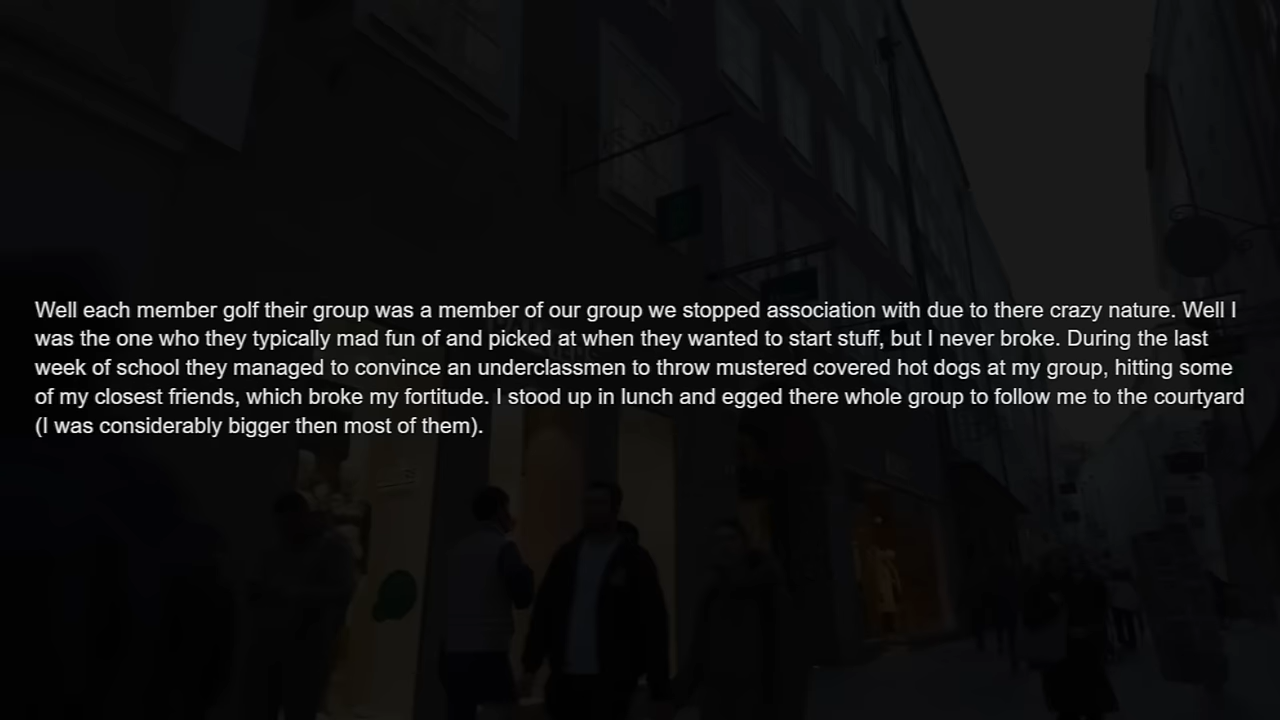 Well each member golf their group was a member of our group we stopped association with due to there crazy nature. Well I
was the one who they typically mad fun of and picked at when they wanted to start stuff, but I never broke. During the last
week of school they managed to convince an underclassmen to throw mustered covered hot dogs at my group, hitting some
of my closest friends, which broke my fortitude. I stood up in lunch and egged there whole group to follow me to the courtyard
(I was considerably bigger then most of them).